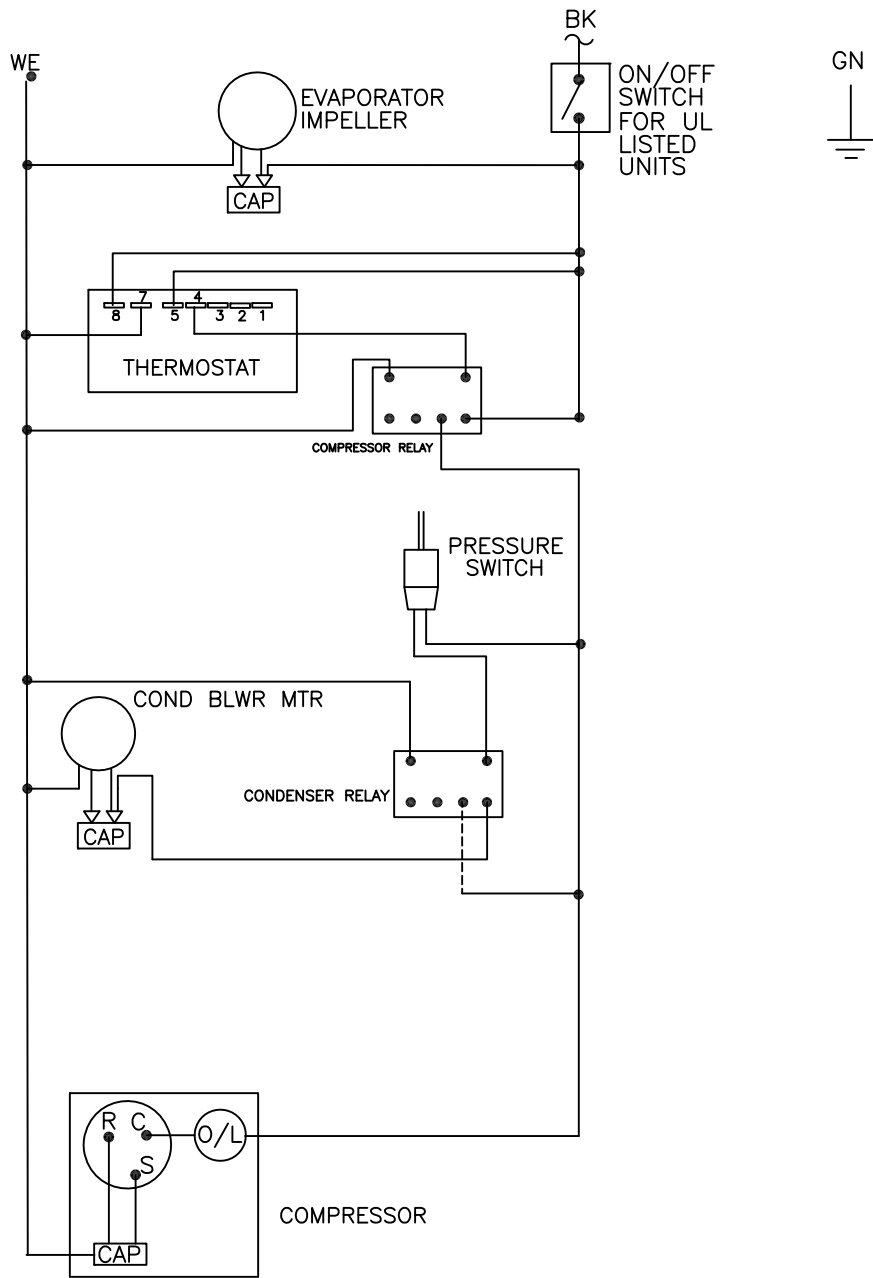 BK
WE
GN
EVAPORATOR
IMPELLER
ON/OFF
SWITCH
FOR UL
LISTED
UNITS
CAP
8 7 5 4 3 2 1
THERMOSTAT
COMPRESSOR RELAY
PRESSURE
SWITCH
COND BLWR MTR
CONDENSER RELAY
CAP
R C O/L
S
COMPRESSOR
CAP